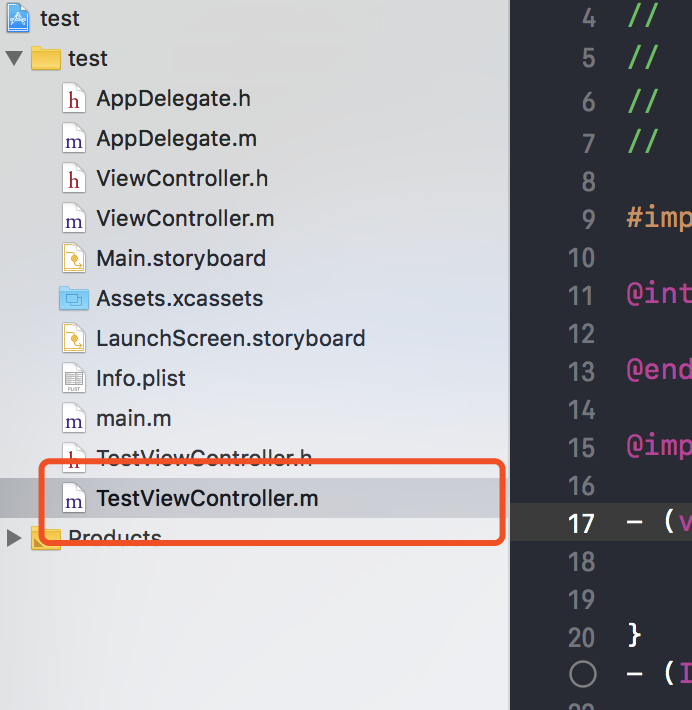 test
test
h AppDelegate.h
m AppDelegate.m
h ViewController.h
m ViewController.m
Main.storyboard
Assets.xcassets
LaunchScreen.storyboard
PLIST Info.plist
m main.m
h TestViewController.h
m TestViewController.m
Products
4 //
5 //
6 //
7 //
8
9 #imp
10
11 @int
12
13 @end
14
15 @imp
16
17 - (v
18
19
20 }
- (I
22